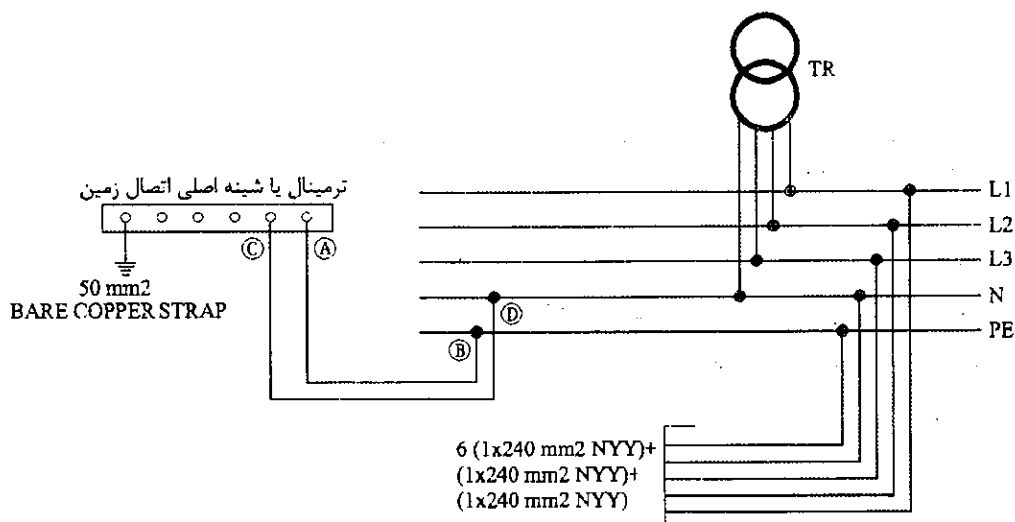 TR
ترمینال یا شینه اصلی اتصال زمین
L1
L2
L3
N
PE
Ⓒ
Ⓐ
Ⓓ
Ⓑ
50 mm2
BARE COPPER STRAP
6 (1x240 mm2 NYY)+
(1x240 mm2 NYY)+
(1x240 mm2 NYY)